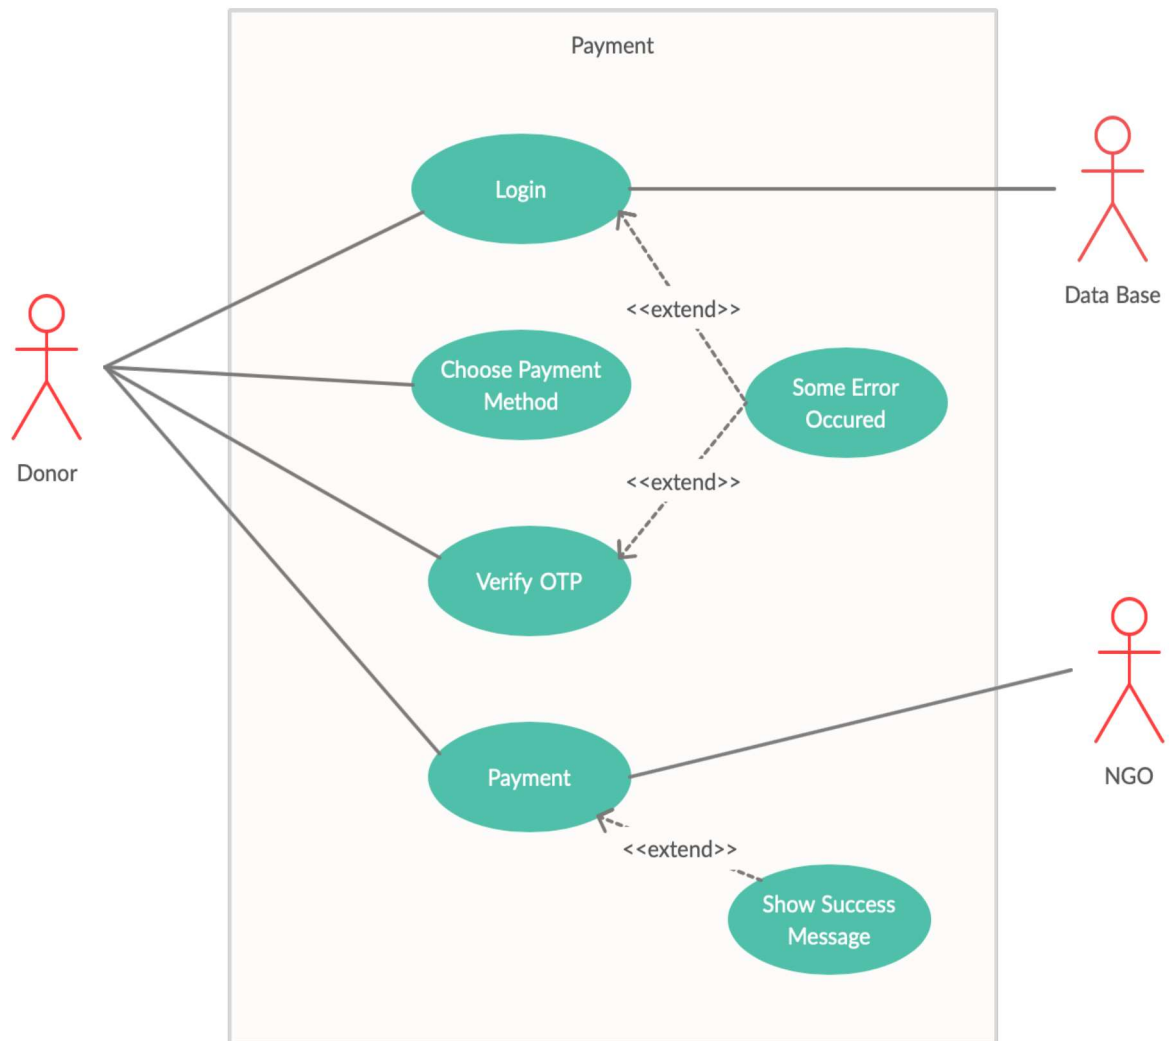 Payment
Login
Data Base
<<extend>>
Choose Payment
Method
Some Error
Occured
Donor
<<extend>>
Verify OTP
Payment
NGO
<<extend>>
Show Success
Message